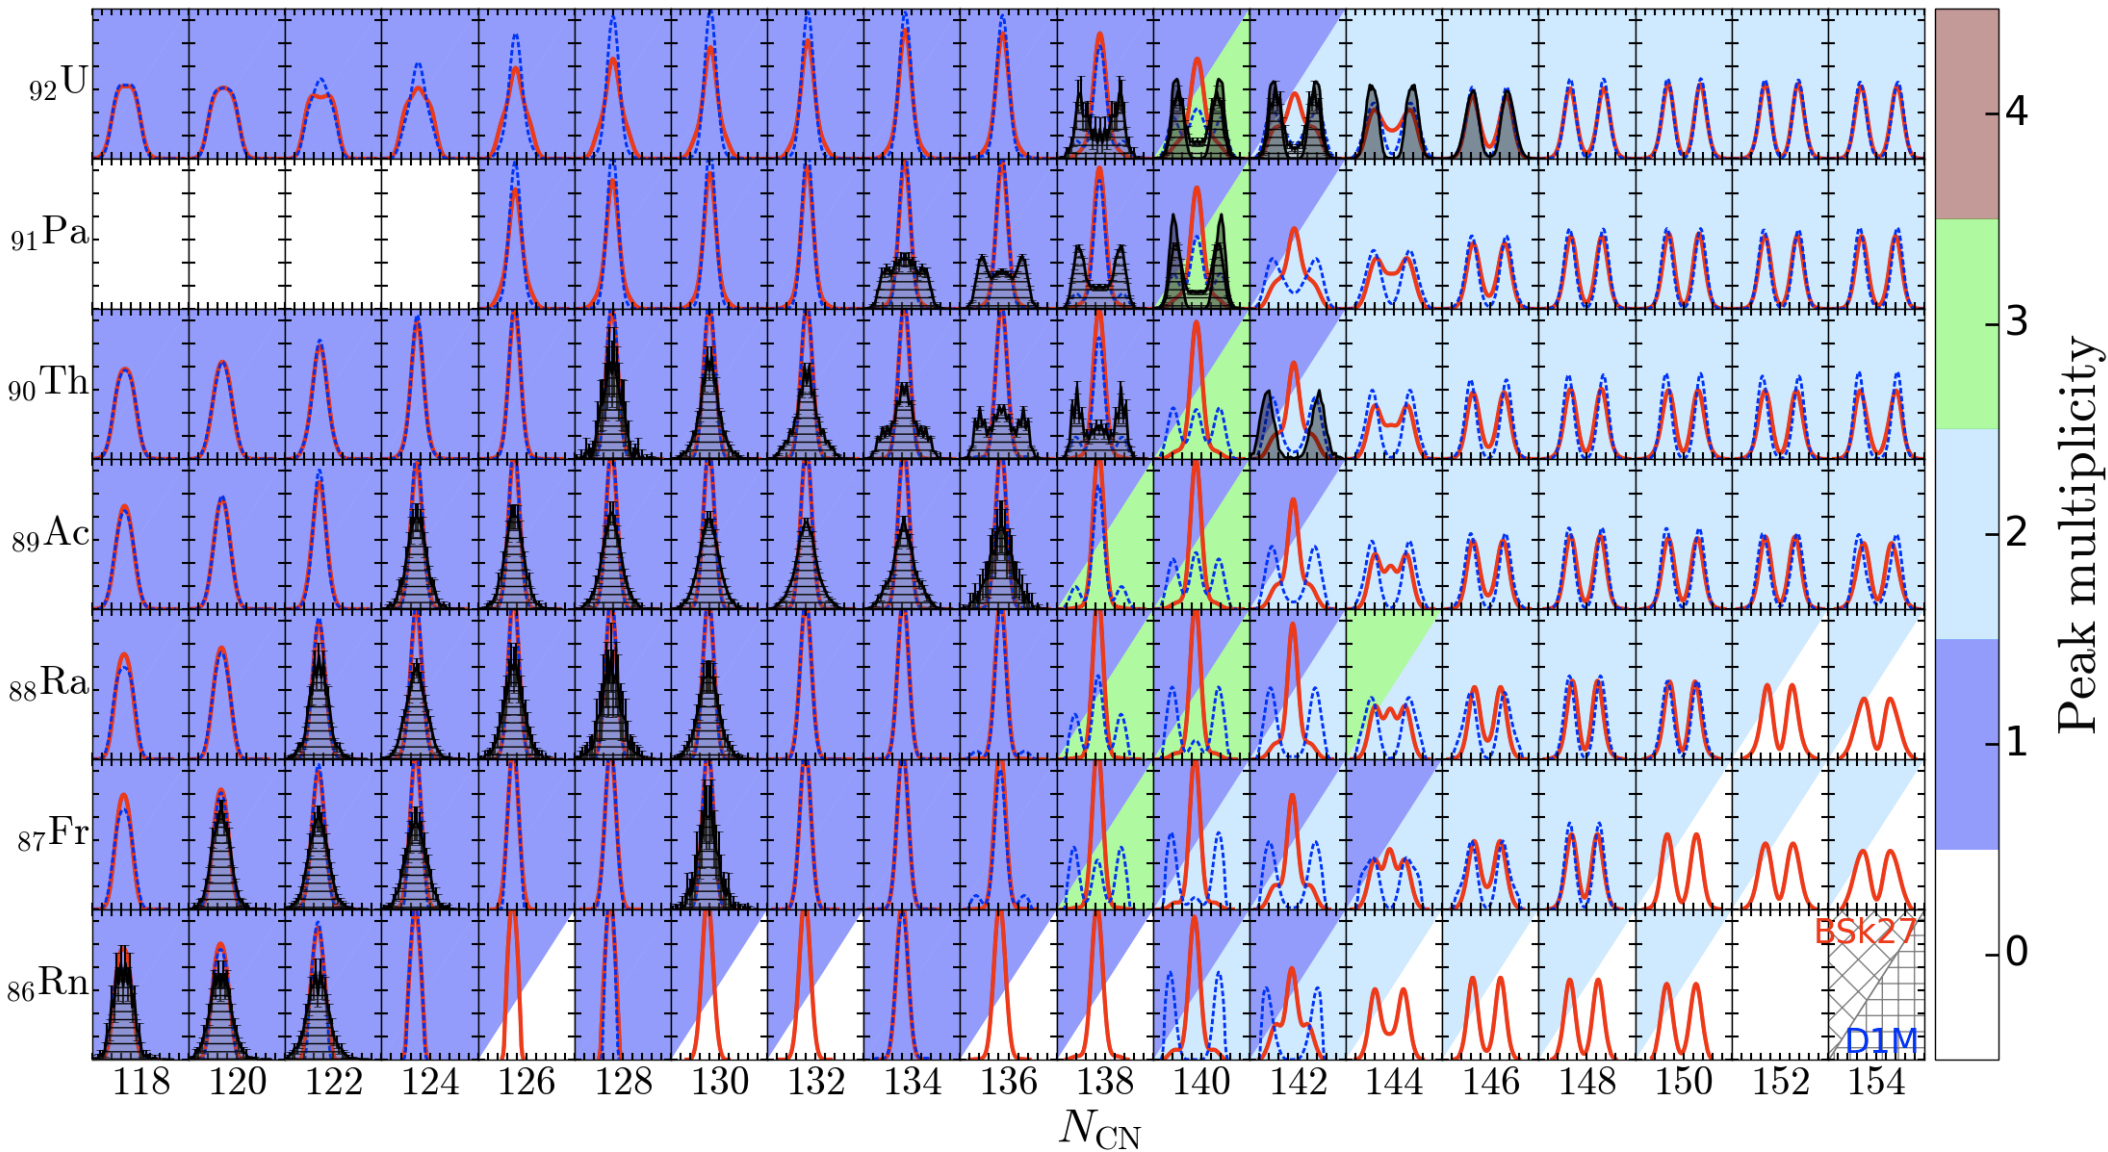 92U
91Pa
90Th
89Ac
88Ra
87Fr
86Rn
BSk27
D1M
118 120 122 124 126 128 130 132 134 136 138 140 142 144 146 148 150 152 154
NCN
4
3
2
1
0
Peak multiplicity